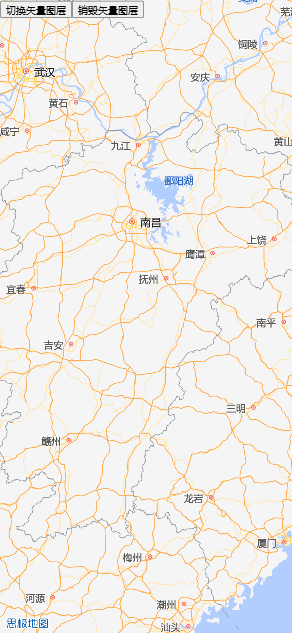 切换矢量图层 销毁矢量图层
铜陵
芜
武汉
安庆
黄石
咸宁
九江
黄山
鄱阳湖
南昌
上饶
鹰潭
抚州
宜春
南平
吉安
三明
赣州
龙岩
厦门
梅州
河源
潮州
思极地图
汕头